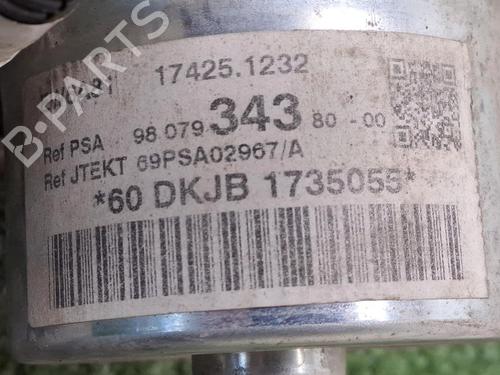 17425.1232
Ref PSA 98 079 343 80-00
Ref JTEKT 69PSA02967/A
*60 DKJB 1735055*
B-PARTS